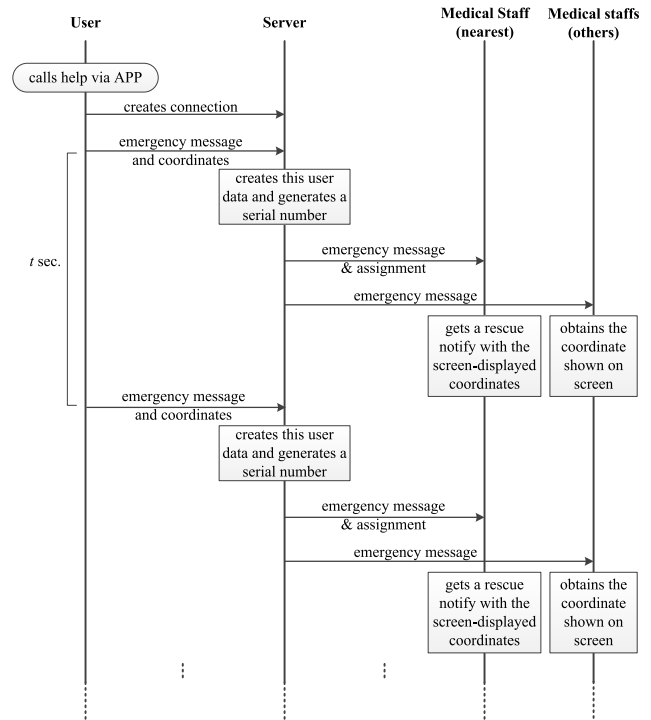 User
Server
Medical Staff
(nearest)
Medical staffs
(others)
calls help via APP
creates connection
emergency message
and coordinates
creates this user
data and generates a
serial number
t sec.
emergency message
& assignment
emergency message
gets a rescue
notify with the
screen-displayed
coordinates
obtains the
coordinate
shown on
screen
emergency message
and coordinates
creates this user
data and generates a
serial number
emergency message
& assignment
emergency message
gets a rescue
notify with the
screen-displayed
coordinates
obtains the
coordinate
shown on
screen